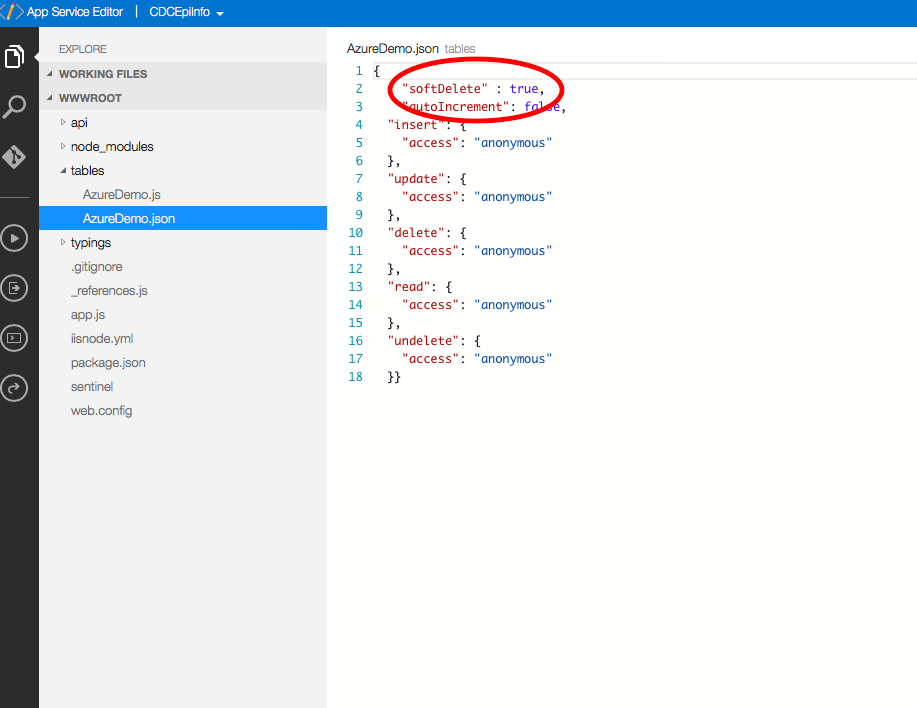 App Service Editor | CDCEpiInfo
EXPLORE
WORKING FILES
WWWROOT
api
node_modules
tables
AzureDemo.js
AzureDemo.json
typings
.gitignore
_references.js
app.js
iisnode.yml
package.json
sentinel
web.config
AzureDemo.json tables
1 {
2 "softDelete" : true,
3 "autoIncrement": false,
4 "insert": {
5 "access": "anonymous"
6 },
7 "update": {
8 "access": "anonymous"
9 },
10 "delete": {
11 "access": "anonymous"
12 },
13 "read": {
14 "access": "anonymous"
15 },
16 "undelete": {
17 "access": "anonymous"
18 }}